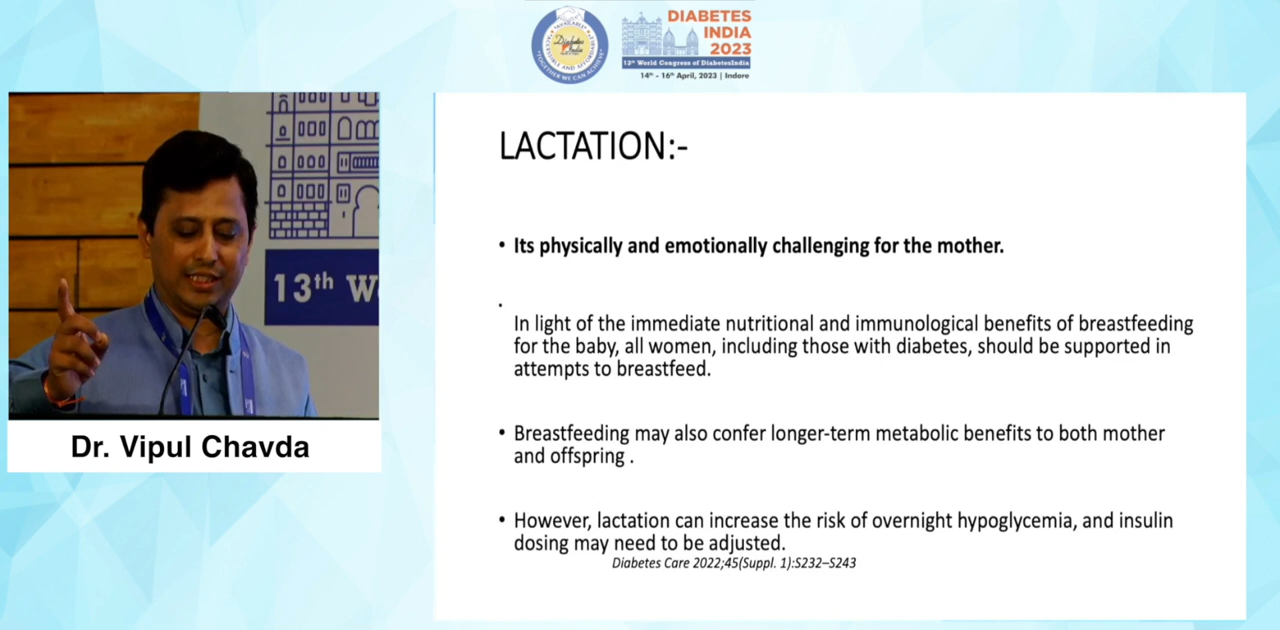 DIABETES
INDIA
2023
13th World Congress of DiabetesIndia
14th - 16th April, 2023 | Indore
13th W
Dr. Vipul Chavda
LACTATION:-
• Its physically and emotionally challenging for the mother.
•
In light of the immediate nutritional and immunological benefits of breastfeeding
for the baby, all women, including those with diabetes, should be supported in
attempts to breastfeed.
• Breastfeeding may also confer longer-term metabolic benefits to both mother
and offspring .
• However, lactation can increase the risk of overnight hypoglycemia, and insulin
dosing may need to be adjusted.
Diabetes Care 2022;45(Suppl. 1):S232–S243